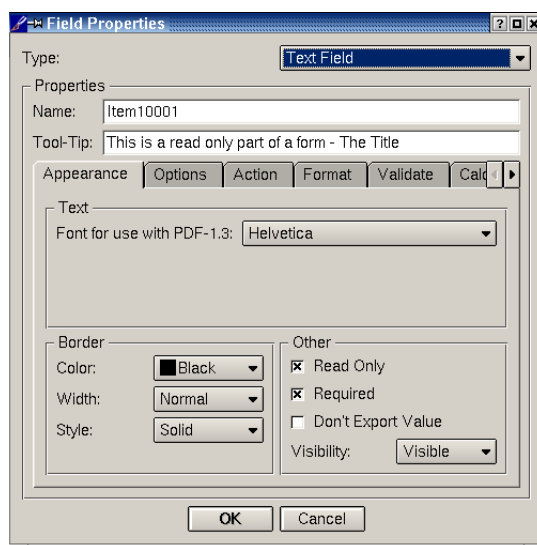 Field Properties
Type: Text Field
Properties
Name: Item10001
Tool-Tip: This is a read only part of a form - The Title
Appearance Options Action Format Validate
Text
Font for use with PDF-1.3: Helvetica
Border
Color: Black
Width: Normal
Style: Solid
Other
Read Only
Required
Don't Export Value
Visibility: Visible
OK Cancel